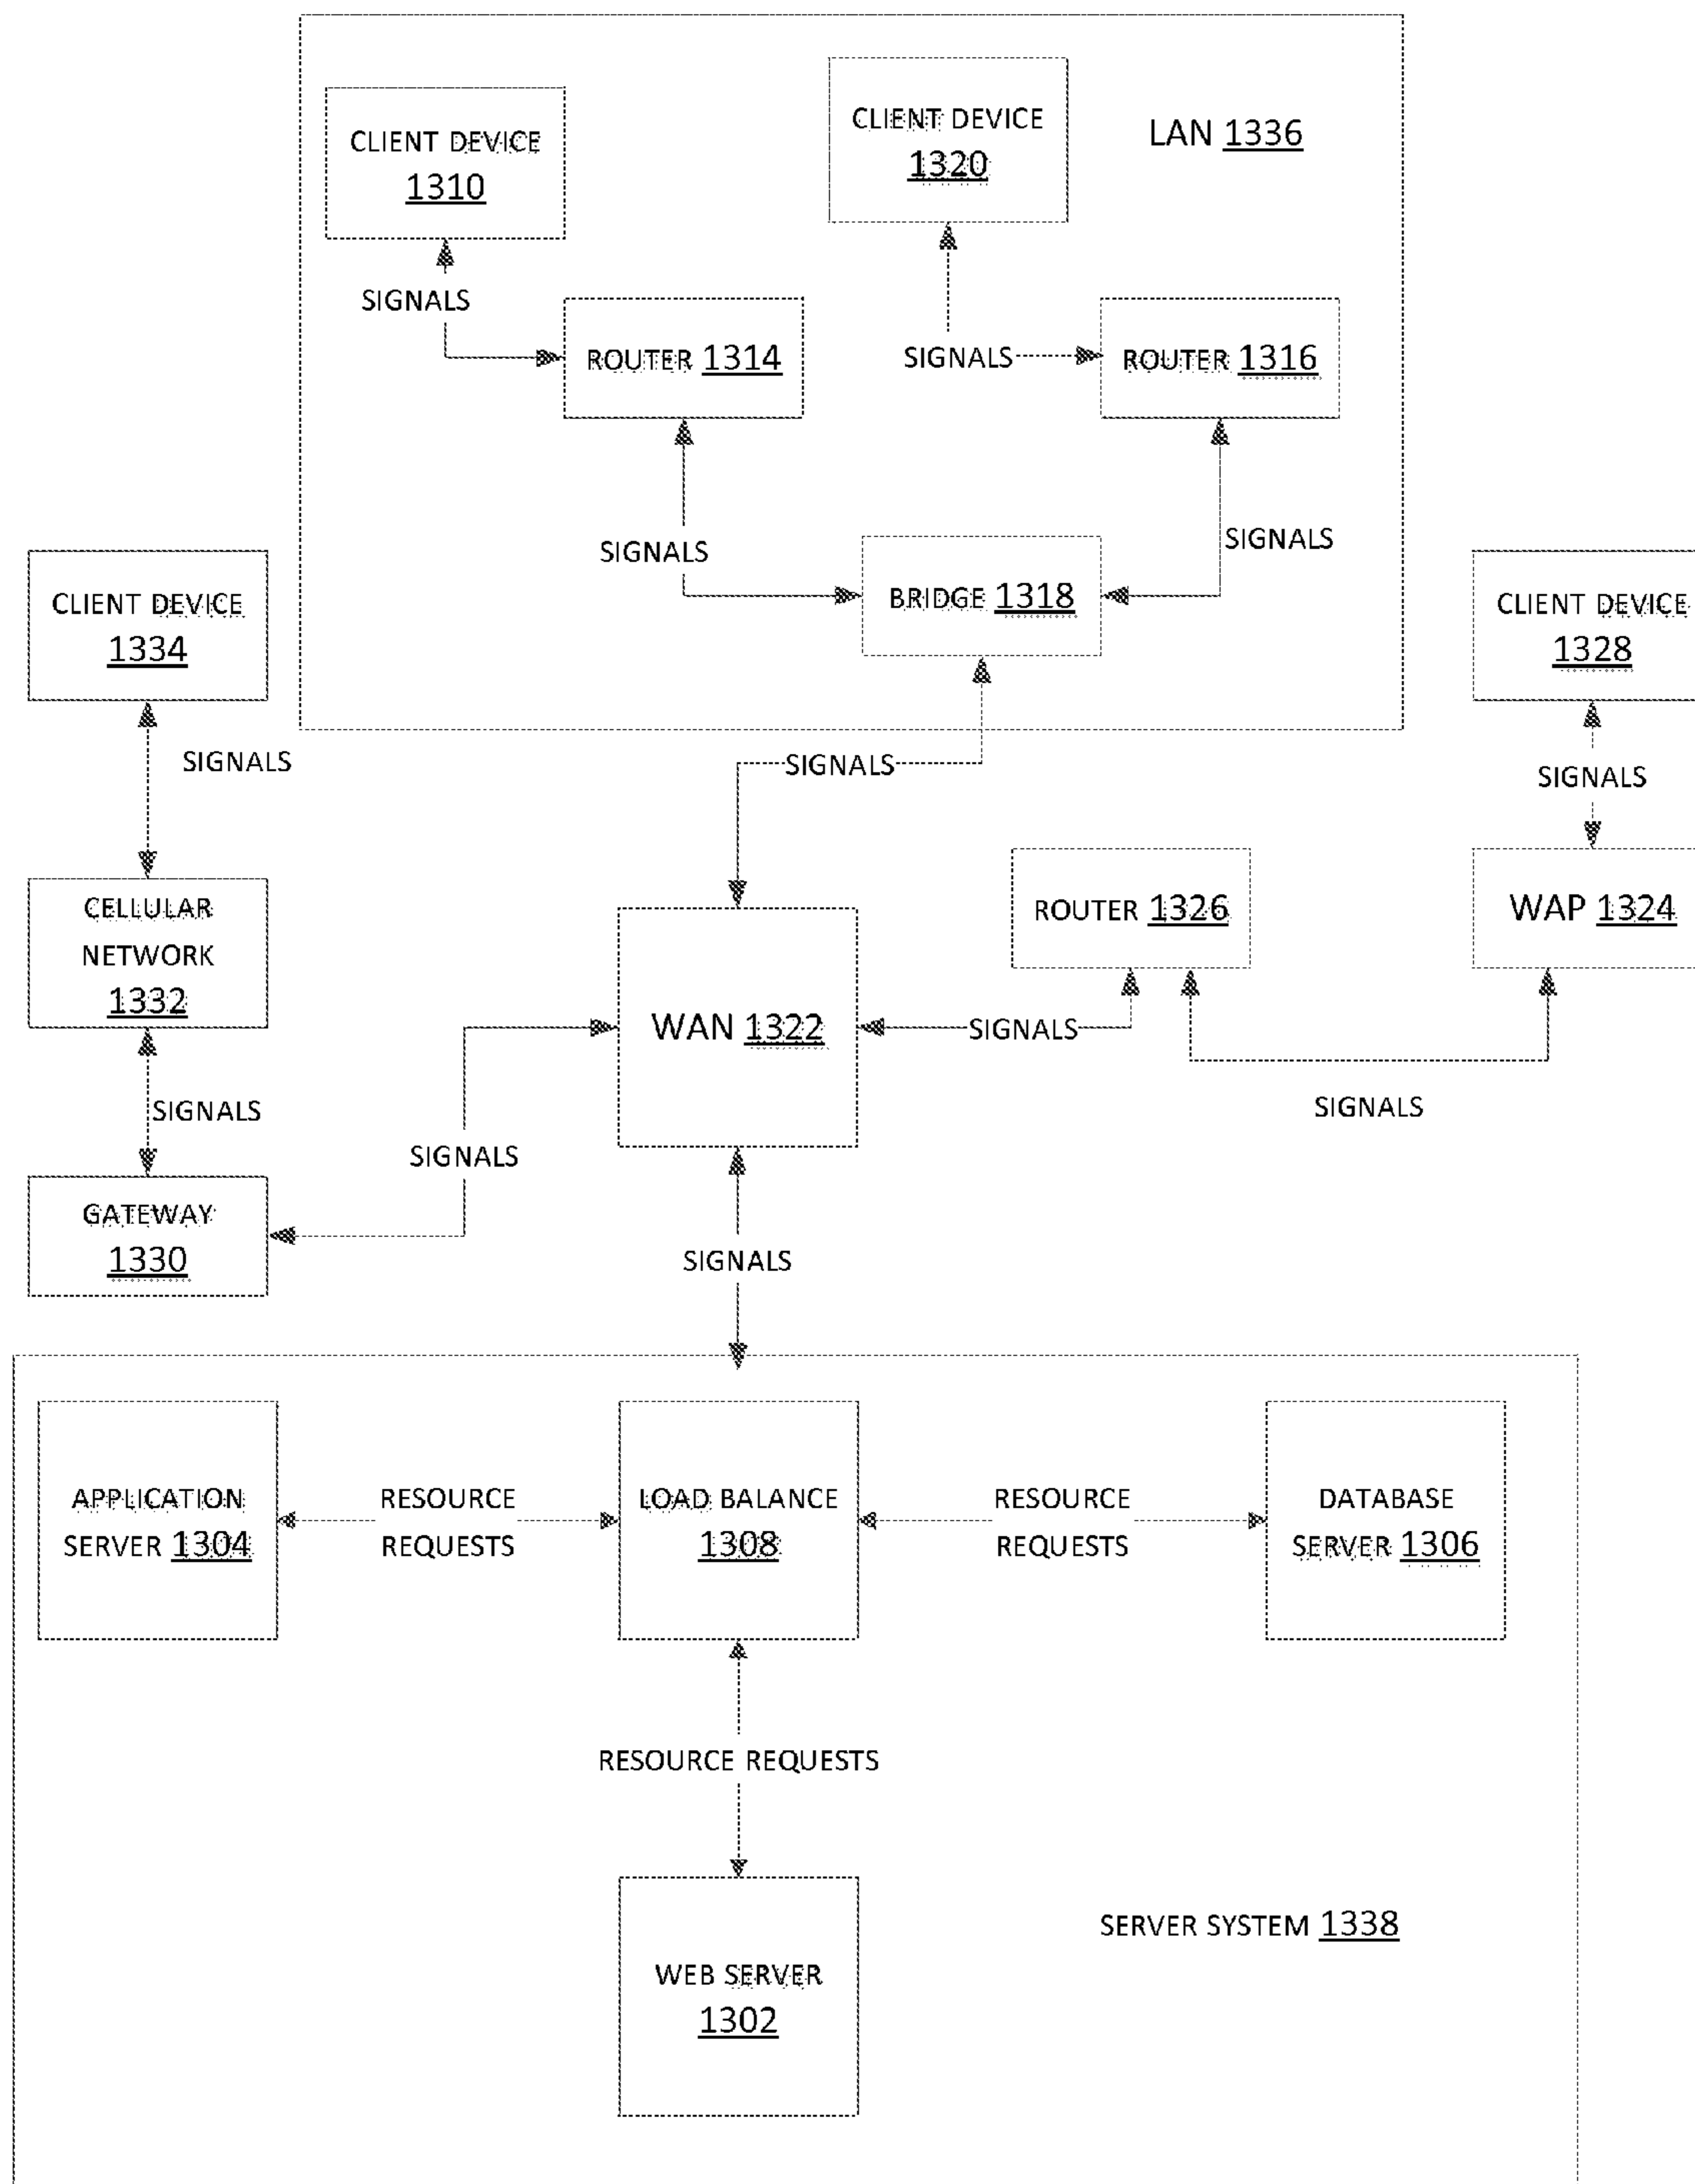 CLIENT DEVICE
1320
LAN 1336
CLIENT DEVICE
1310
SIGNALS
ROUTER 1314
SIGNALS
ROUTER 1316
SIGNALS
SIGNALS
BRIDGE 1318
CLIENT DEVICE
1334
CLIENT DEVICE
1328
SIGNALS
SIGNALS
SIGNALS
CELLULAR
NETWORK
1332
ROUTER 1326
WAP 1324
WAN 1322
SIGNALS
SIGNALS
SIGNALS
SIGNALS
GATEWAY
1330
SIGNALS
APPLICATION
SERVER 1304
RESOURCE
REQUESTS
LOAD BALANCE
1308
RESOURCE
REQUESTS
DATABASE
SERVER 1306
RESOURCE REQUESTS
SERVER SYSTEM 1338
WEB SERVER
1302